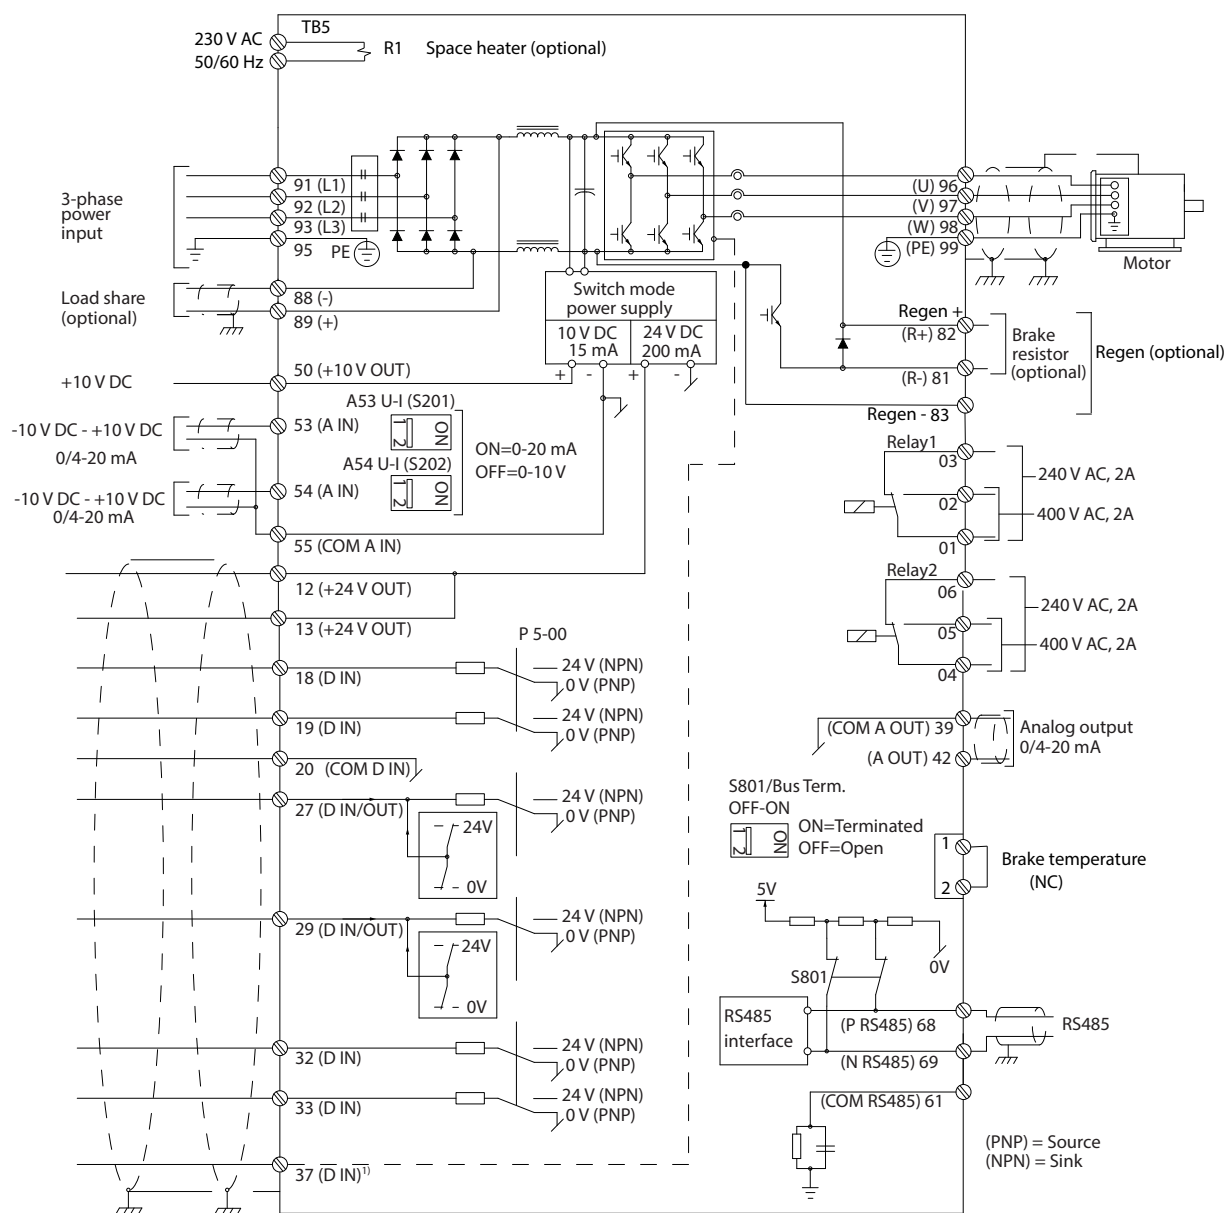 TB5
230 V AC
50/60 Hz
R1
Space heater (optional)
3-phase
power
input
91 (L1)
92 (L2)
93 (L3)
95
PE
(U) 96
(V) 97
(W) 98
(PE) 99
Motor
Load share
(optional)
88 (-)
89 (+)
Switch mode
power supply
10 V DC
15 mA
24 V DC
200 mA
+
-
+
-
Regen +
(R+) 82
Brake
resistor
(optional)
Regen (optional)
(R-) 81
Regen - 83
+10 V DC
50 (+10 V OUT)
A53 U-I (S201)
1 2
ON
-10 V DC - +10 V DC
0/4-20 mA
53 (A IN)
ON=0-20 mA
OFF=0-10 V
A54 U-I (S202)
1 2
ON
-10 V DC - +10 V DC
0/4-20 mA
54 (A IN)
55 (COM A IN)
Relay1
03
240 V AC, 2A
02
400 V AC, 2A
01
12 (+24 V OUT)
13 (+24 V OUT)
Relay2
06
240 V AC, 2A
05
400 V AC, 2A
04
P 5-00
18 (D IN)
24 V (NPN)
0 V (PNP)
19 (D IN)
24 V (NPN)
0 V (PNP)
20 (COM D IN)
27 (D IN/OUT)
24 V (NPN)
0 V (PNP)
24V
0V
29 (D IN/OUT)
24 V (NPN)
0 V (PNP)
24V
0V
32 (D IN)
24 V (NPN)
0 V (PNP)
33 (D IN)
24 V (NPN)
0 V (PNP)
37 (D IN)1)
(COM A OUT) 39
(A OUT) 42
Analog output
0/4-20 mA
S801/Bus Term.
OFF-ON
1 2
ON
ON=Terminated
OFF=Open
1
2
Brake temperature
(NC)
5V
0V
S801
RS485
interface
(P RS485) 68
(N RS485) 69
RS485
(COM RS485) 61
(PNP) = Source
(NPN) = Sink